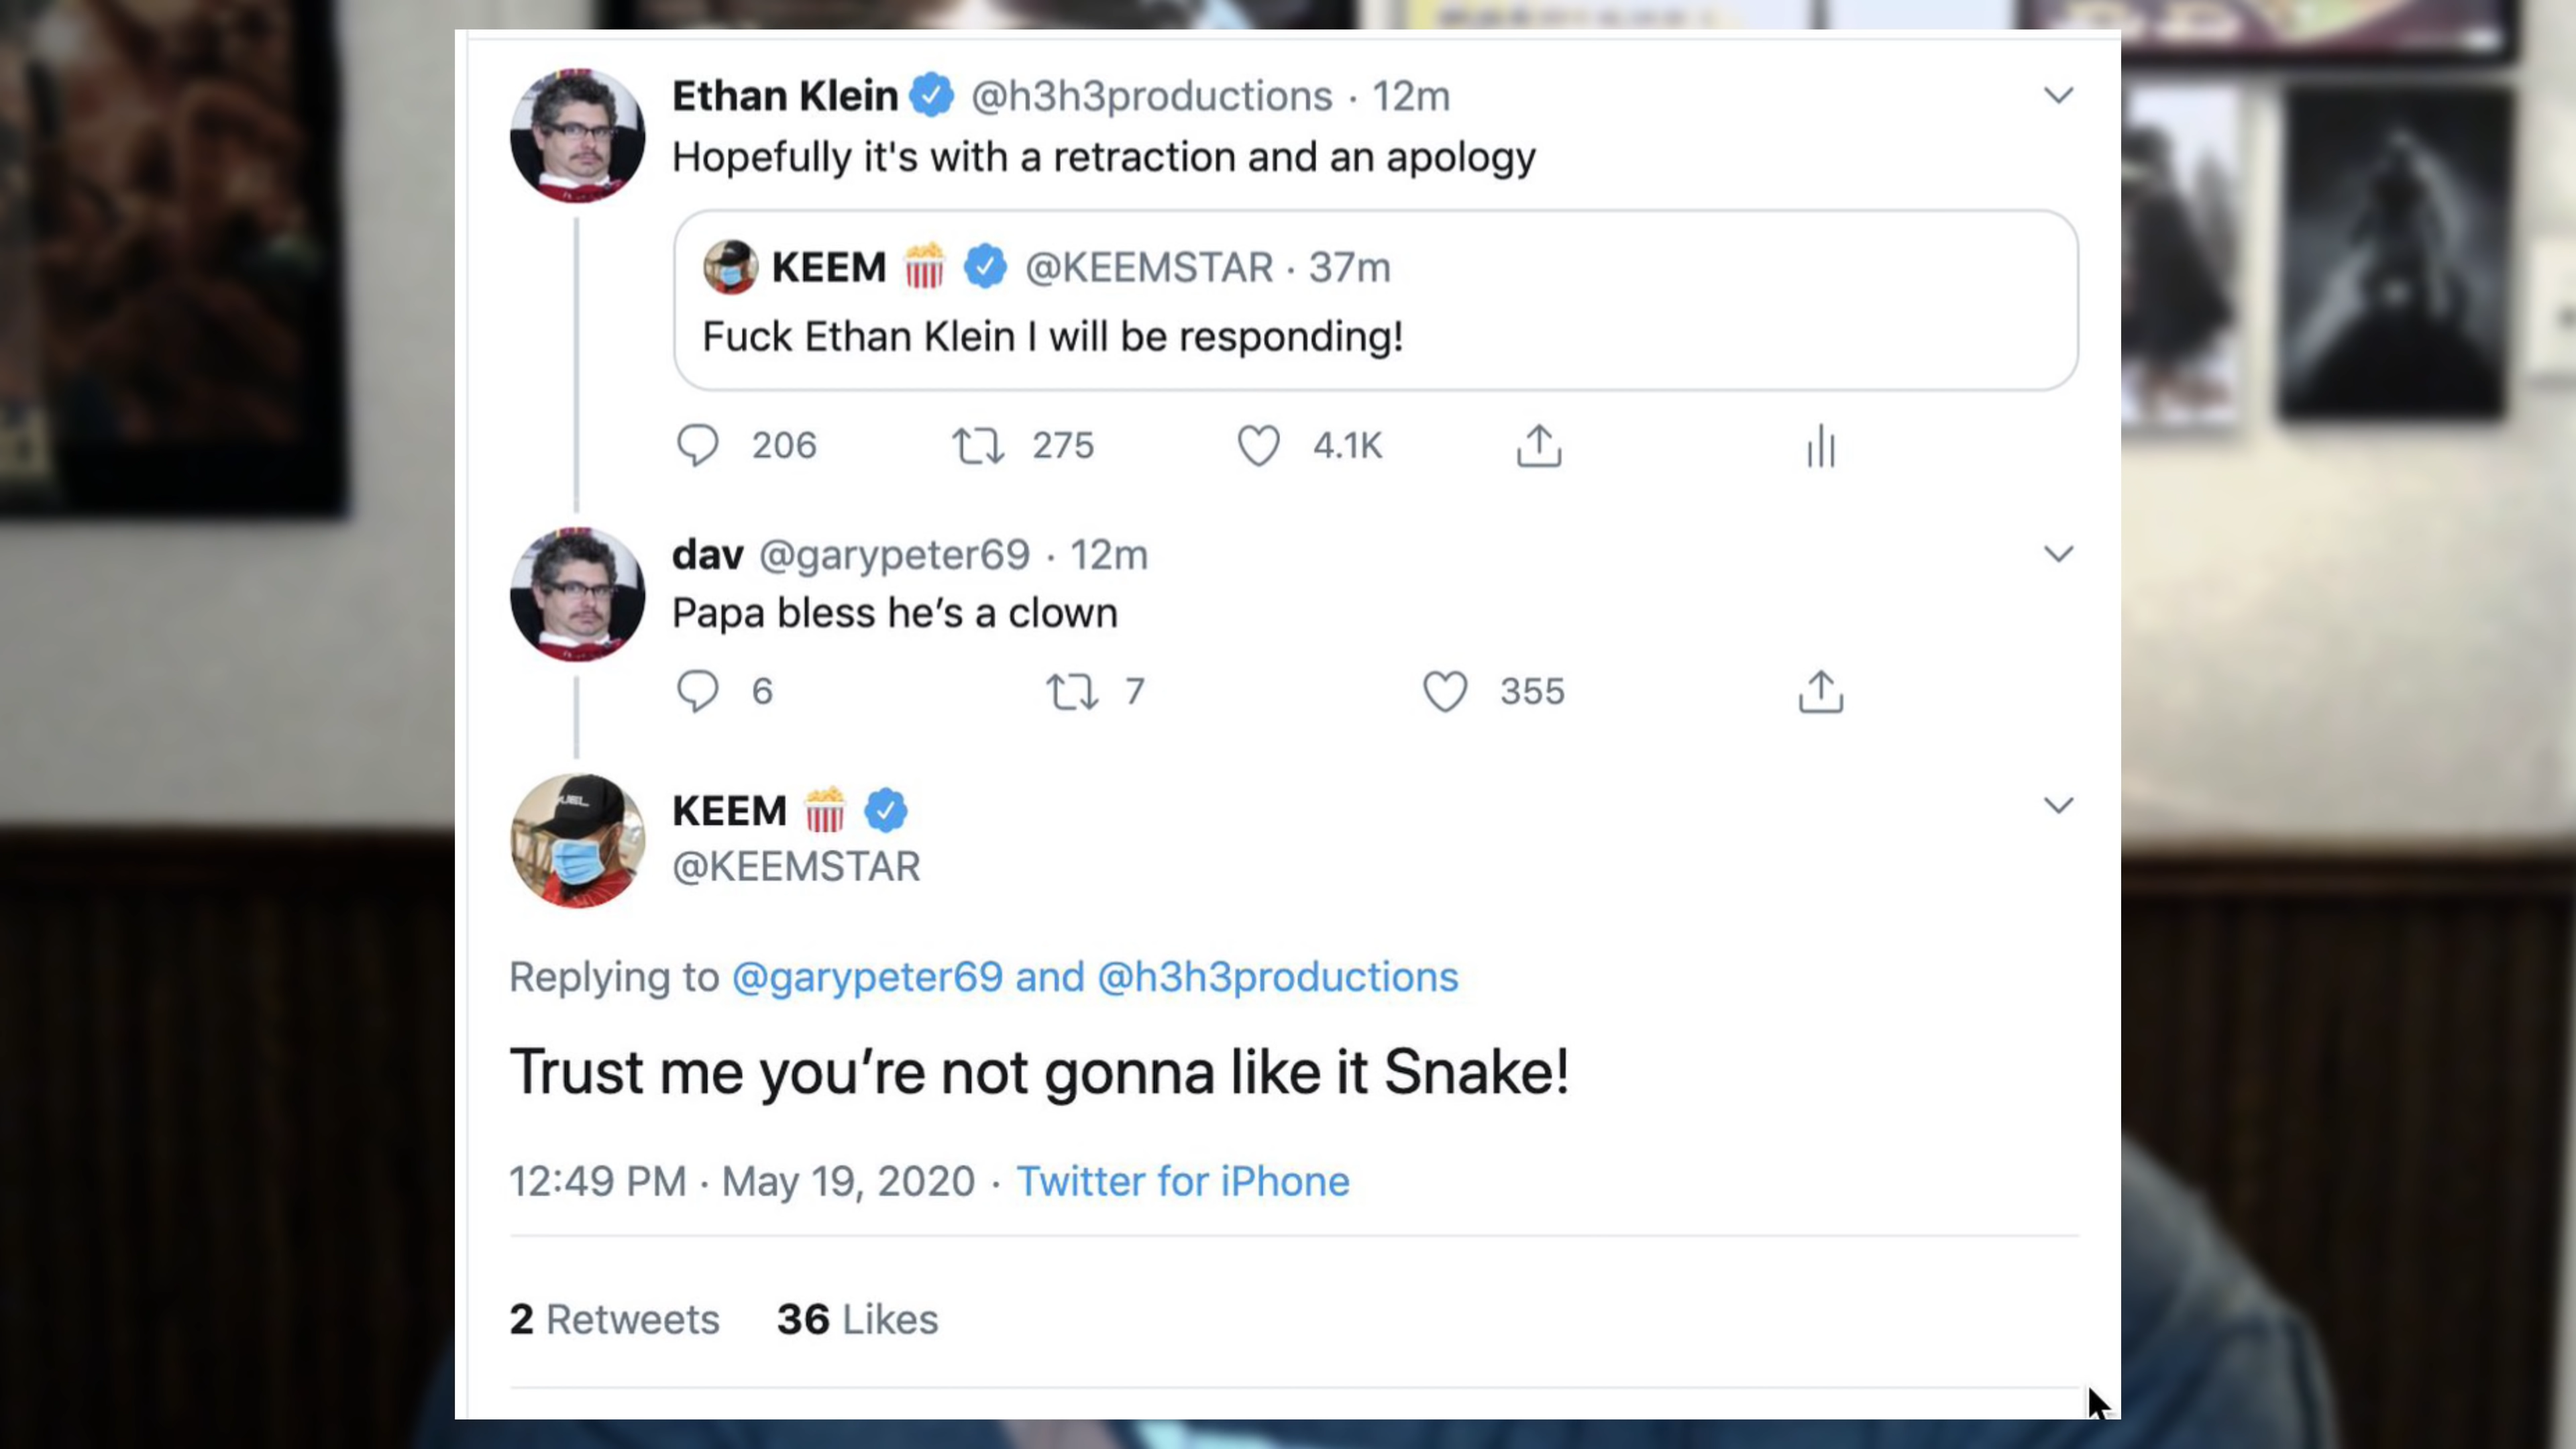 Ethan Klein @h3h3productions · 12m
Hopefully it's with a retraction and an apology
KEEM 🍿 @KEEMSTAR · 37m
Fuck Ethan Klein I will be responding!
206 275 4.1K
dav @garypeter69 · 12m
Papa bless he’s a clown
6 7 355
KEEM 🍿
@KEEMSTAR
Replying to @garypeter69 and @h3h3productions
Trust me you’re not gonna like it Snake!
12:49 PM · May 19, 2020 · Twitter for iPhone
2 Retweets 36 Likes